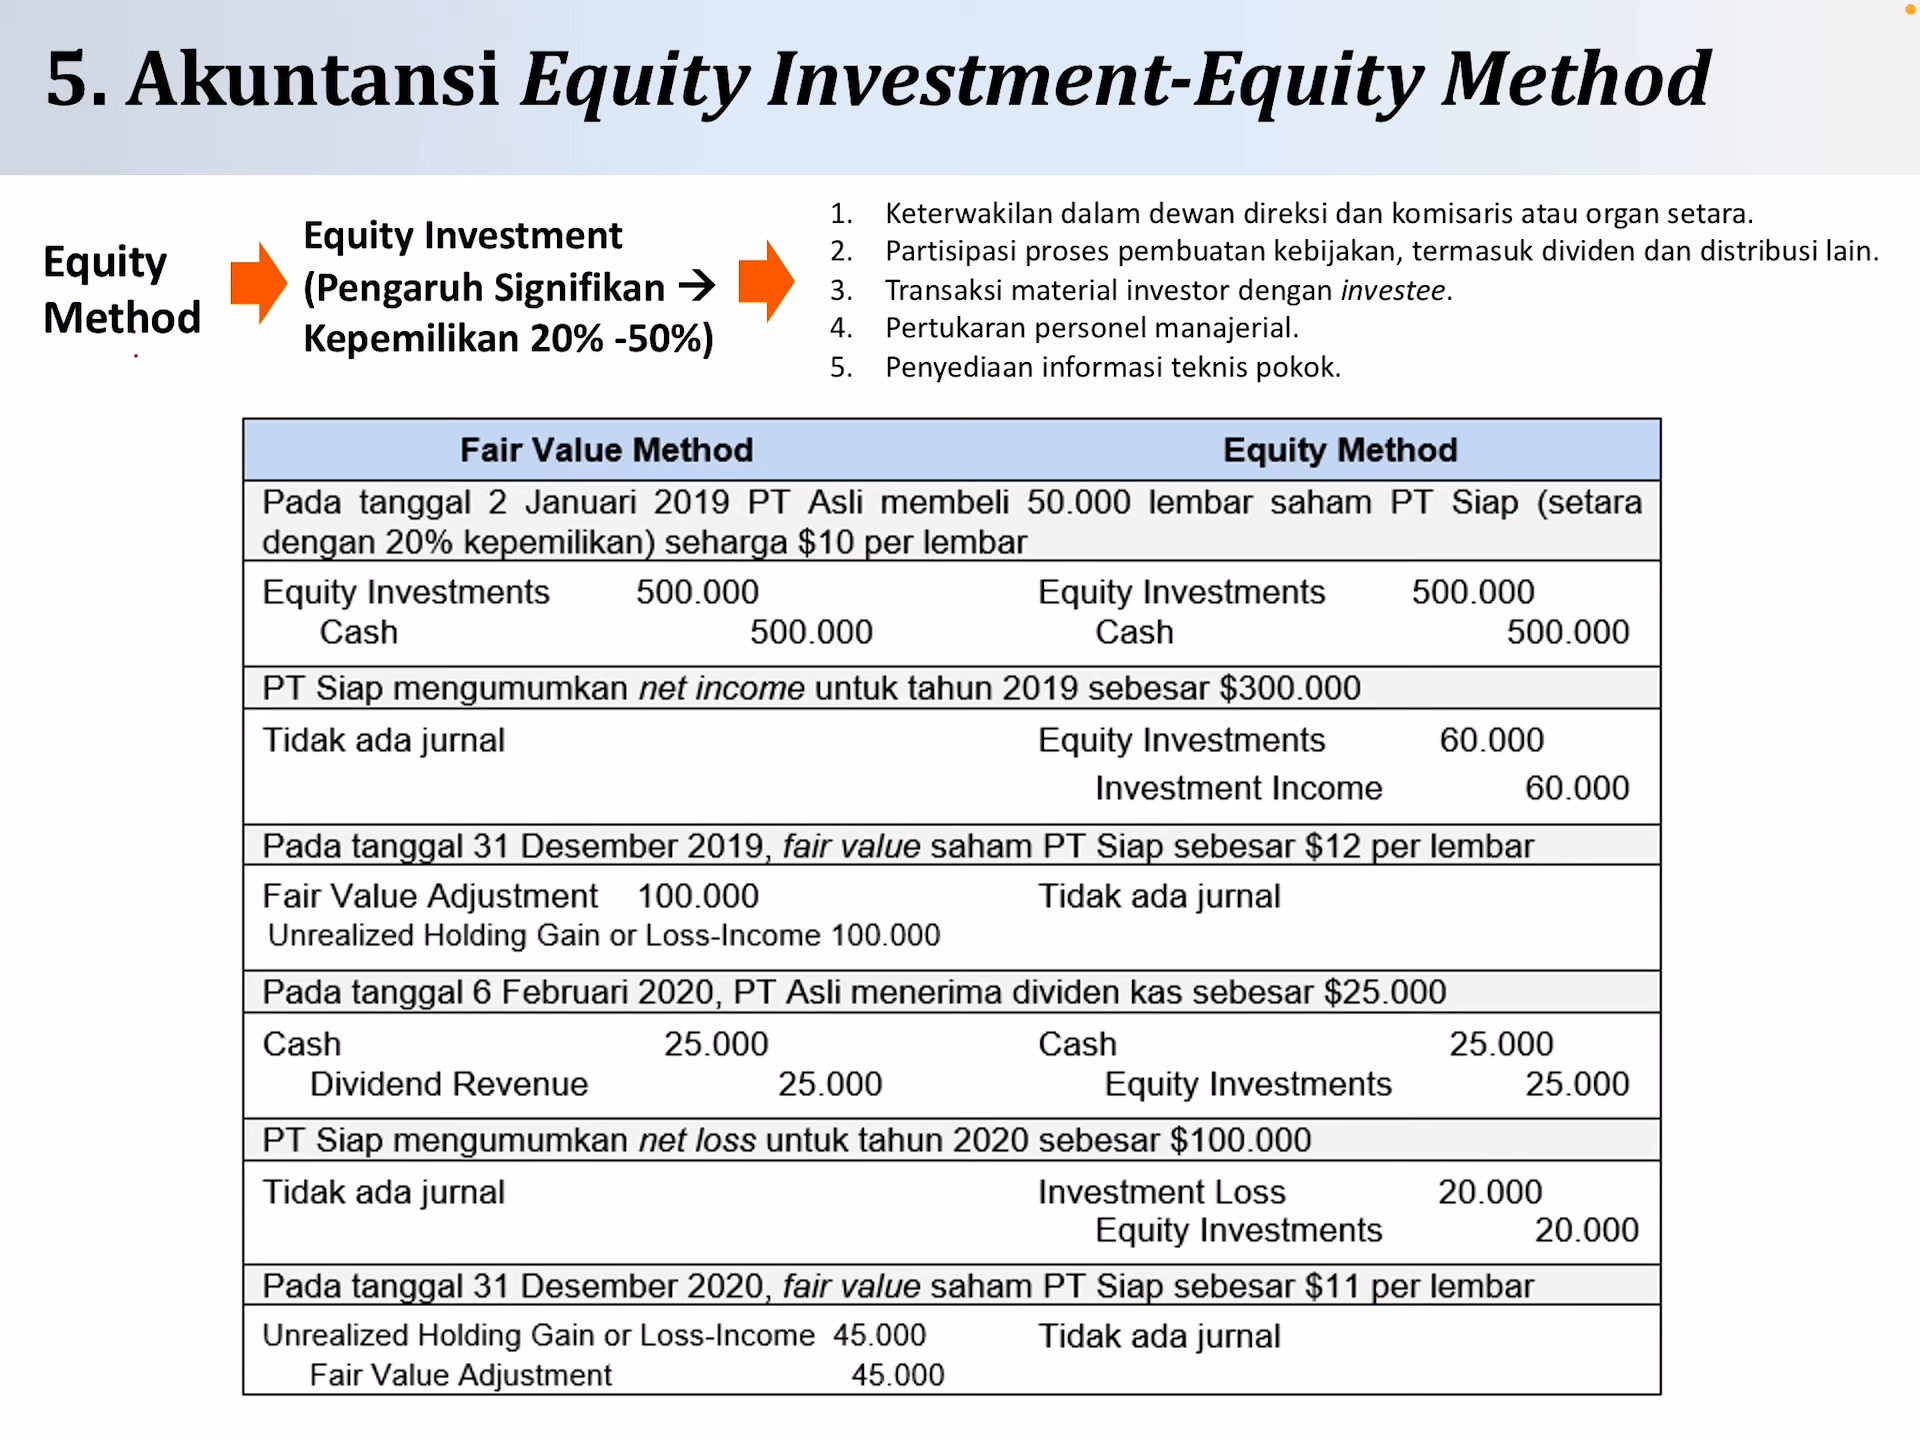 5. Akuntansi Equity Investment-Equity Method
Equity
Method
Equity Investment
(Pengaruh Signifikan →
Kepemilikan 20% -50%)
1. Keterwakilan dalam dewan direksi dan komisaris atau organ setara.
2. Partisipasi proses pembuatan kebijakan, termasuk dividen dan distribusi lain.
3. Transaksi material investor dengan investee.
4. Pertukaran personel manajerial.
5. Penyediaan informasi teknis pokok.
Fair Value Method Equity Method
Pada tanggal 2 Januari 2019 PT Asli membeli 50.000 lembar saham PT Siap (setara
dengan 20% kepemilikan) seharga $10 per lembar
Equity Investments 500.000 Equity Investments 500.000
Cash 500.000 Cash 500.000
PT Siap mengumumkan net income untuk tahun 2019 sebesar $300.000
Tidak ada jurnal Equity Investments 60.000
Investment Income 60.000
Pada tanggal 31 Desember 2019, fair value saham PT Siap sebesar $12 per lembar
Fair Value Adjustment 100.000 Tidak ada jurnal
Unrealized Holding Gain or Loss-Income 100.000
Pada tanggal 6 Februari 2020, PT Asli menerima dividen kas sebesar $25.000
Cash 25.000 Cash 25.000
Dividend Revenue 25.000 Equity Investments 25.000
PT Siap mengumumkan net loss untuk tahun 2020 sebesar $100.000
Tidak ada jurnal Investment Loss 20.000
Equity Investments 20.000
Pada tanggal 31 Desember 2020, fair value saham PT Siap sebesar $11 per lembar
Unrealized Holding Gain or Loss-Income 45.000 Tidak ada jurnal
Fair Value Adjustment 45.000